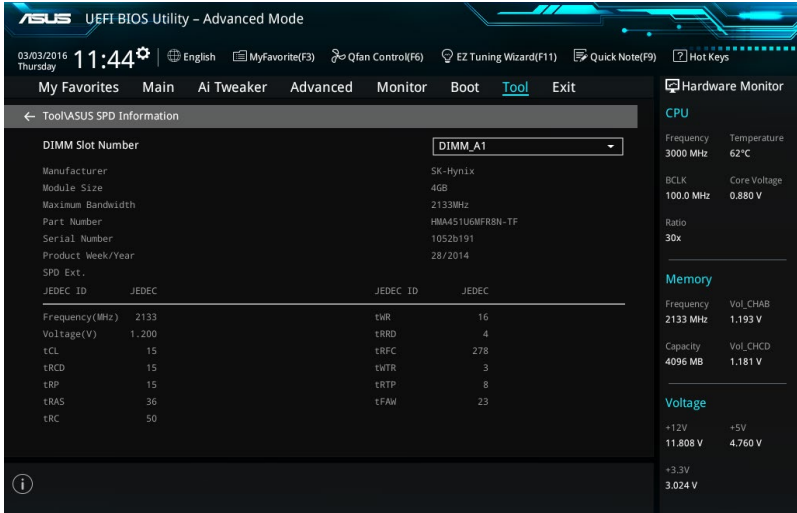 ASUS UEFI BIOS Utility – Advanced Mode
03/03/2016 Thursday 11:44 English MyFavorite(F3) Qfan Control(F6) EZ Tuning Wizard(F11) Quick Note(F9) ? Hot Keys
My Favorites Main Ai Tweaker Advanced Monitor Boot Tool Exit
← Tool\ASUS SPD Information
DIMM Slot Number DIMM_A1
Manufacturer SK-Hynix
Module Size 4GB
Maximum Bandwidth 2133MHz
Part Number HMA451U6MFR8N-TF
Serial Number 1052b191
Product Week/Year 28/2014
SPD Ext.
JEDEC ID JEDEC JEDEC ID JEDEC
Frequency(MHz) 2133 tWR 16
Voltage(V) 1.200 tRRD 4
tCL 15 tRFC 278
tRCD 15 tWTR 3
tRP 15 tRTP 8
tRAS 36 tFAW 23
tRC 50
i
Hardware Monitor
CPU
Frequency Temperature
3000 MHz 62°C
BCLK Core Voltage
100.0 MHz 0.880 V
Ratio
30x
Memory
Frequency Vol_CHAB
2133 MHz 1.193 V
Capacity Vol_CHCD
4096 MB 1.181 V
Voltage
+12V +5V
11.808 V 4.760 V
+3.3V
3.024 V